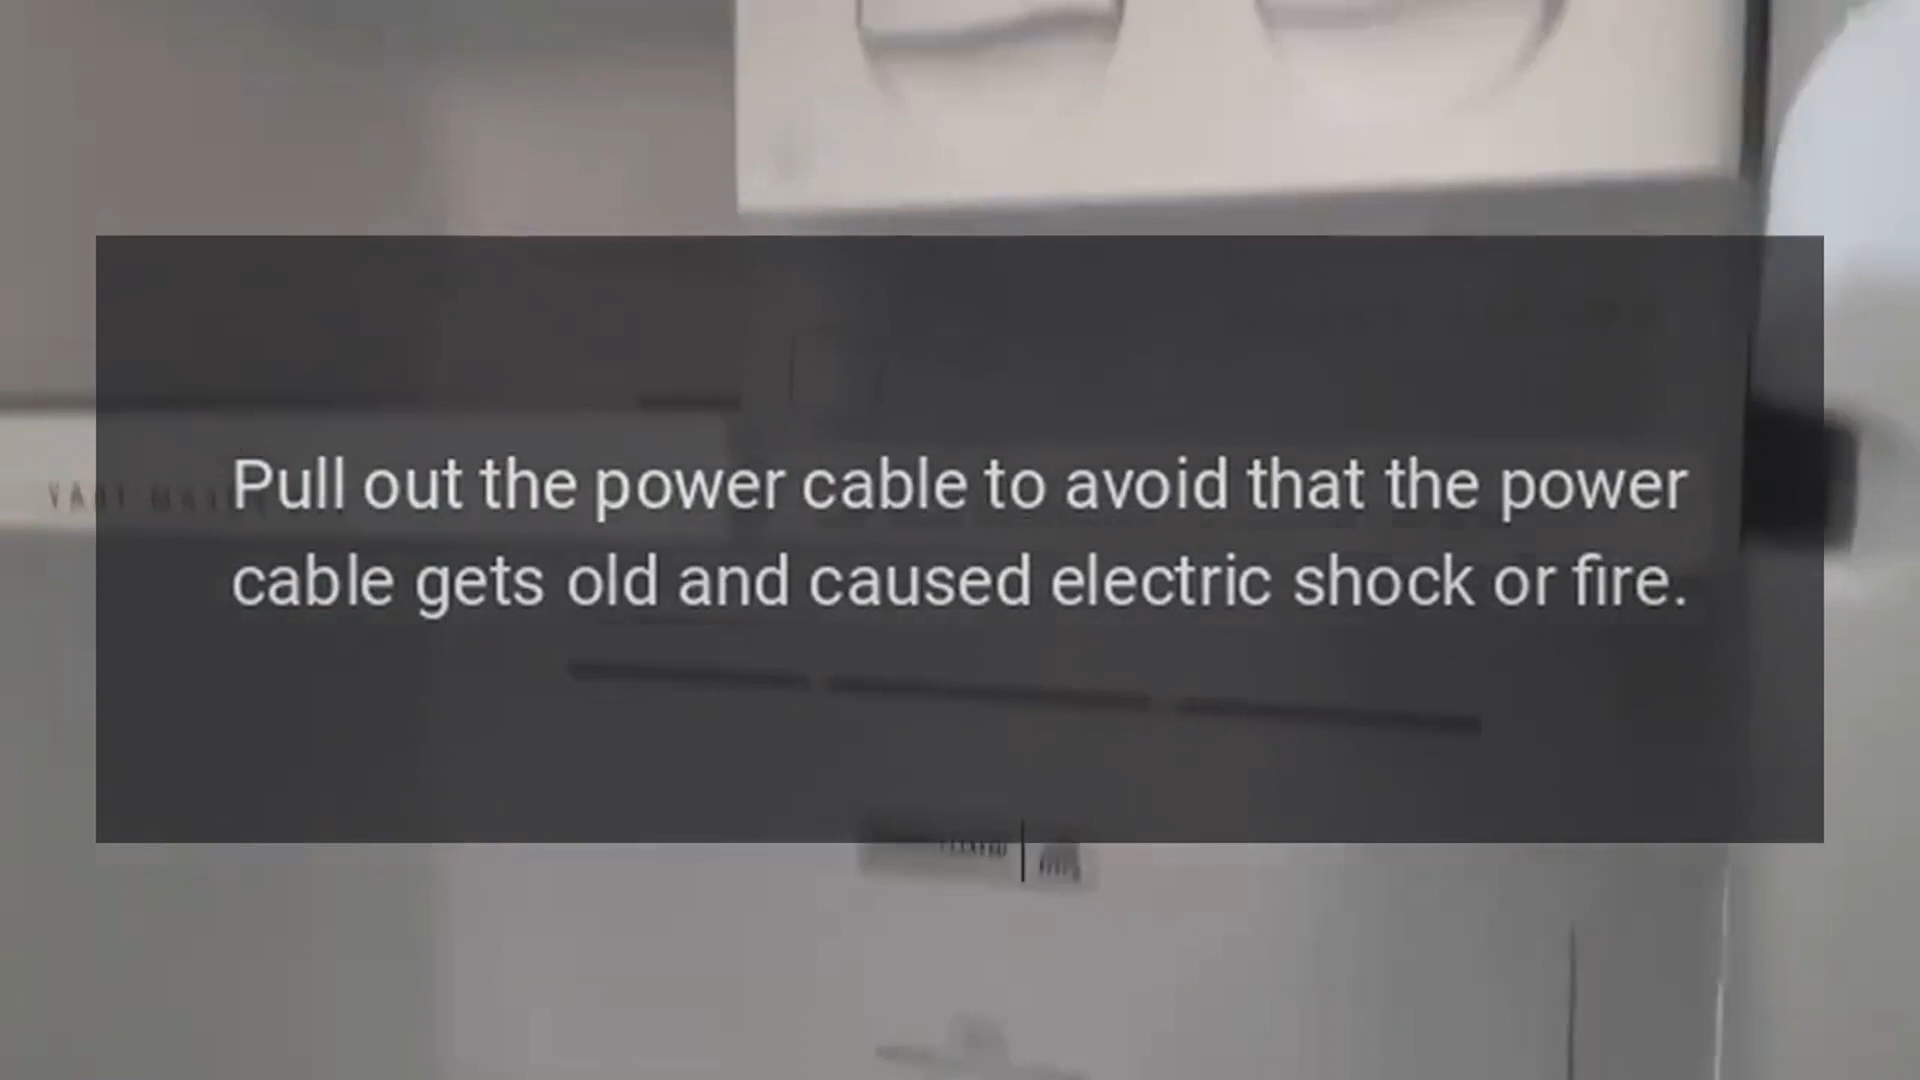 Pull out the power cable to avoid that the power
cable gets old and caused electric shock or fire.